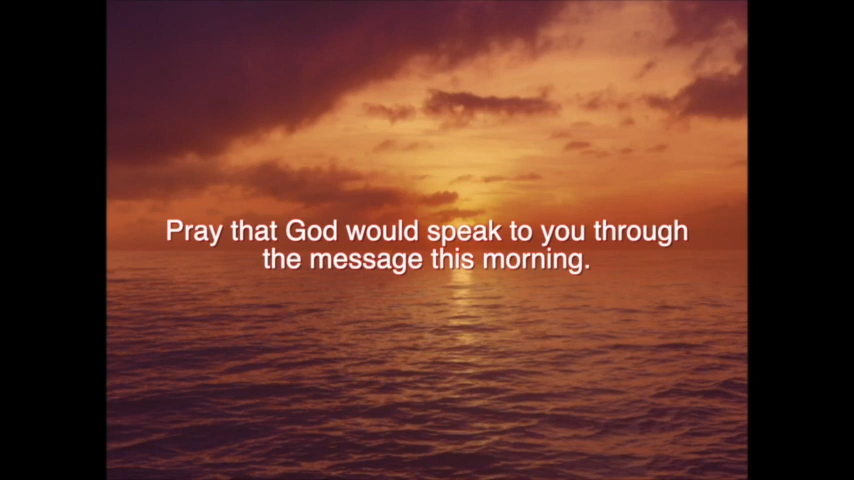 Pray that God would speak to you through
the message this morning.